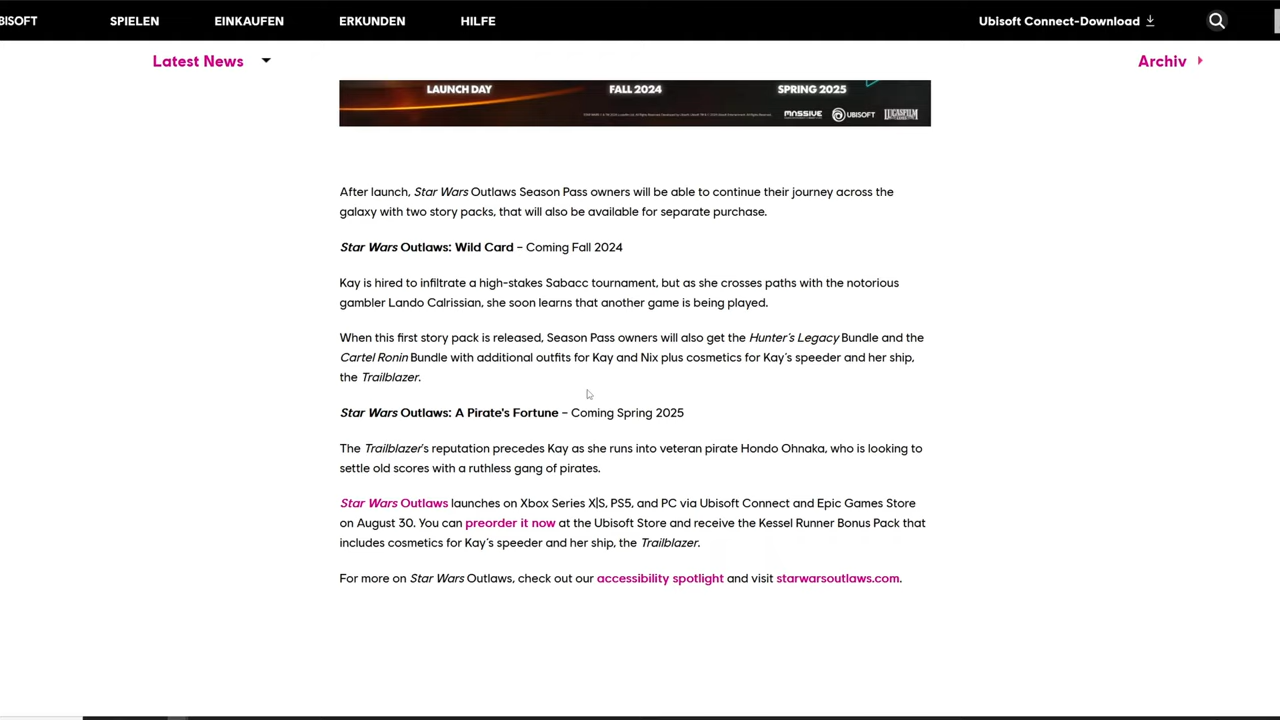 BISOFT SPIELEN EINKAUFEN ERKUNDEN HILFE Ubisoft Connect-Download
Latest News Archiv
LAUNCH DAY FALL 2024 SPRING 2025
MASSIVE UBISOFT LUCASFILM
After launch, Star Wars Outlaws Season Pass owners will be able to continue their journey across the
galaxy with two story packs, that will also be available for separate purchase.
Star Wars Outlaws: Wild Card – Coming Fall 2024
Kay is hired to infiltrate a high-stakes Sabacc tournament, but as she crosses paths with the notorious
gambler Lando Calrissian, she soon learns that another game is being played.
When this first story pack is released, Season Pass owners will also get the Hunter's Legacy Bundle and the
Cartel Ronin Bundle with additional outfits for Kay and Nix plus cosmetics for Kay's speeder and her ship,
the Trailblazer.
Star Wars Outlaws: A Pirate's Fortune – Coming Spring 2025
The Trailblazer's reputation precedes Kay as she runs into veteran pirate Hondo Ohnaka, who is looking to
settle old scores with a ruthless gang of pirates.
Star Wars Outlaws launches on Xbox Series X|S, PS5, and PC via Ubisoft Connect and Epic Games Store
on August 30. You can preorder it now at the Ubisoft Store and receive the Kessel Runner Bonus Pack that
includes cosmetics for Kay's speeder and her ship, the Trailblazer.
For more on Star Wars Outlaws, check out our accessibility spotlight and visit starwarsoutlaws.com.